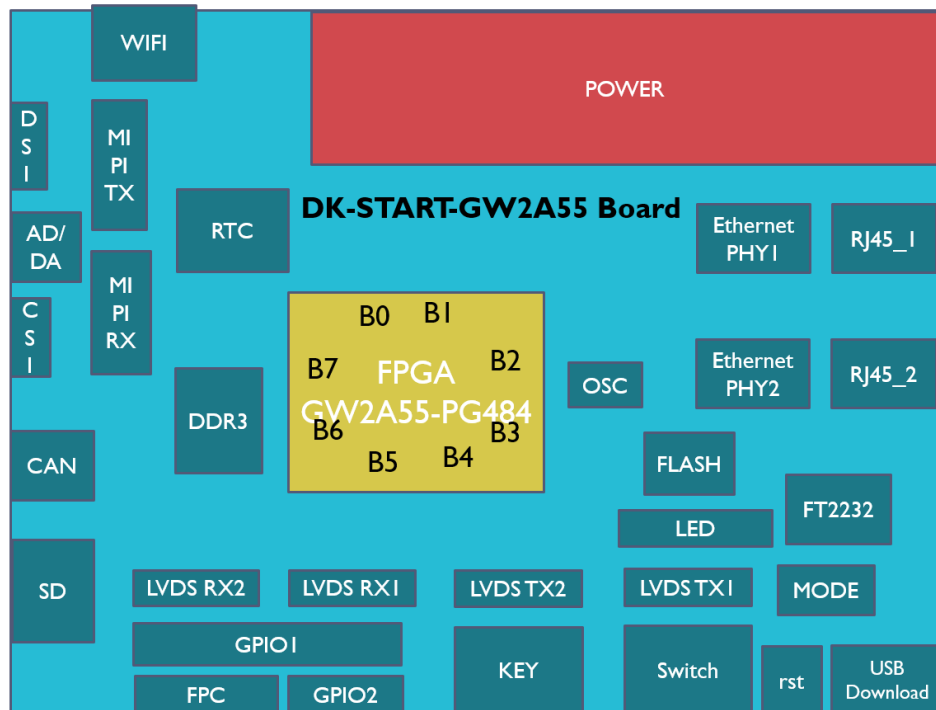 WIFI
POWER
D
S
I
MI
PI
TX
RTC
DK-START-GW2A55 Board
Ethernet
PHY1
RJ45_1
AD/
DA
MI
PI
RX
C
S
I
B0
B1
B7
B2
FPGA
GW2A55-PG484
B6
B3
B5
B4
OSC
Ethernet
PHY2
RJ45_2
DDR3
CAN
FLASH
FT2232
LED
SD
LVDS RX2
LVDS RX1
LVDS TX2
LVDS TX1
MODE
GPIO1
KEY
Switch
rst
USB
Download
FPC
GPIO2